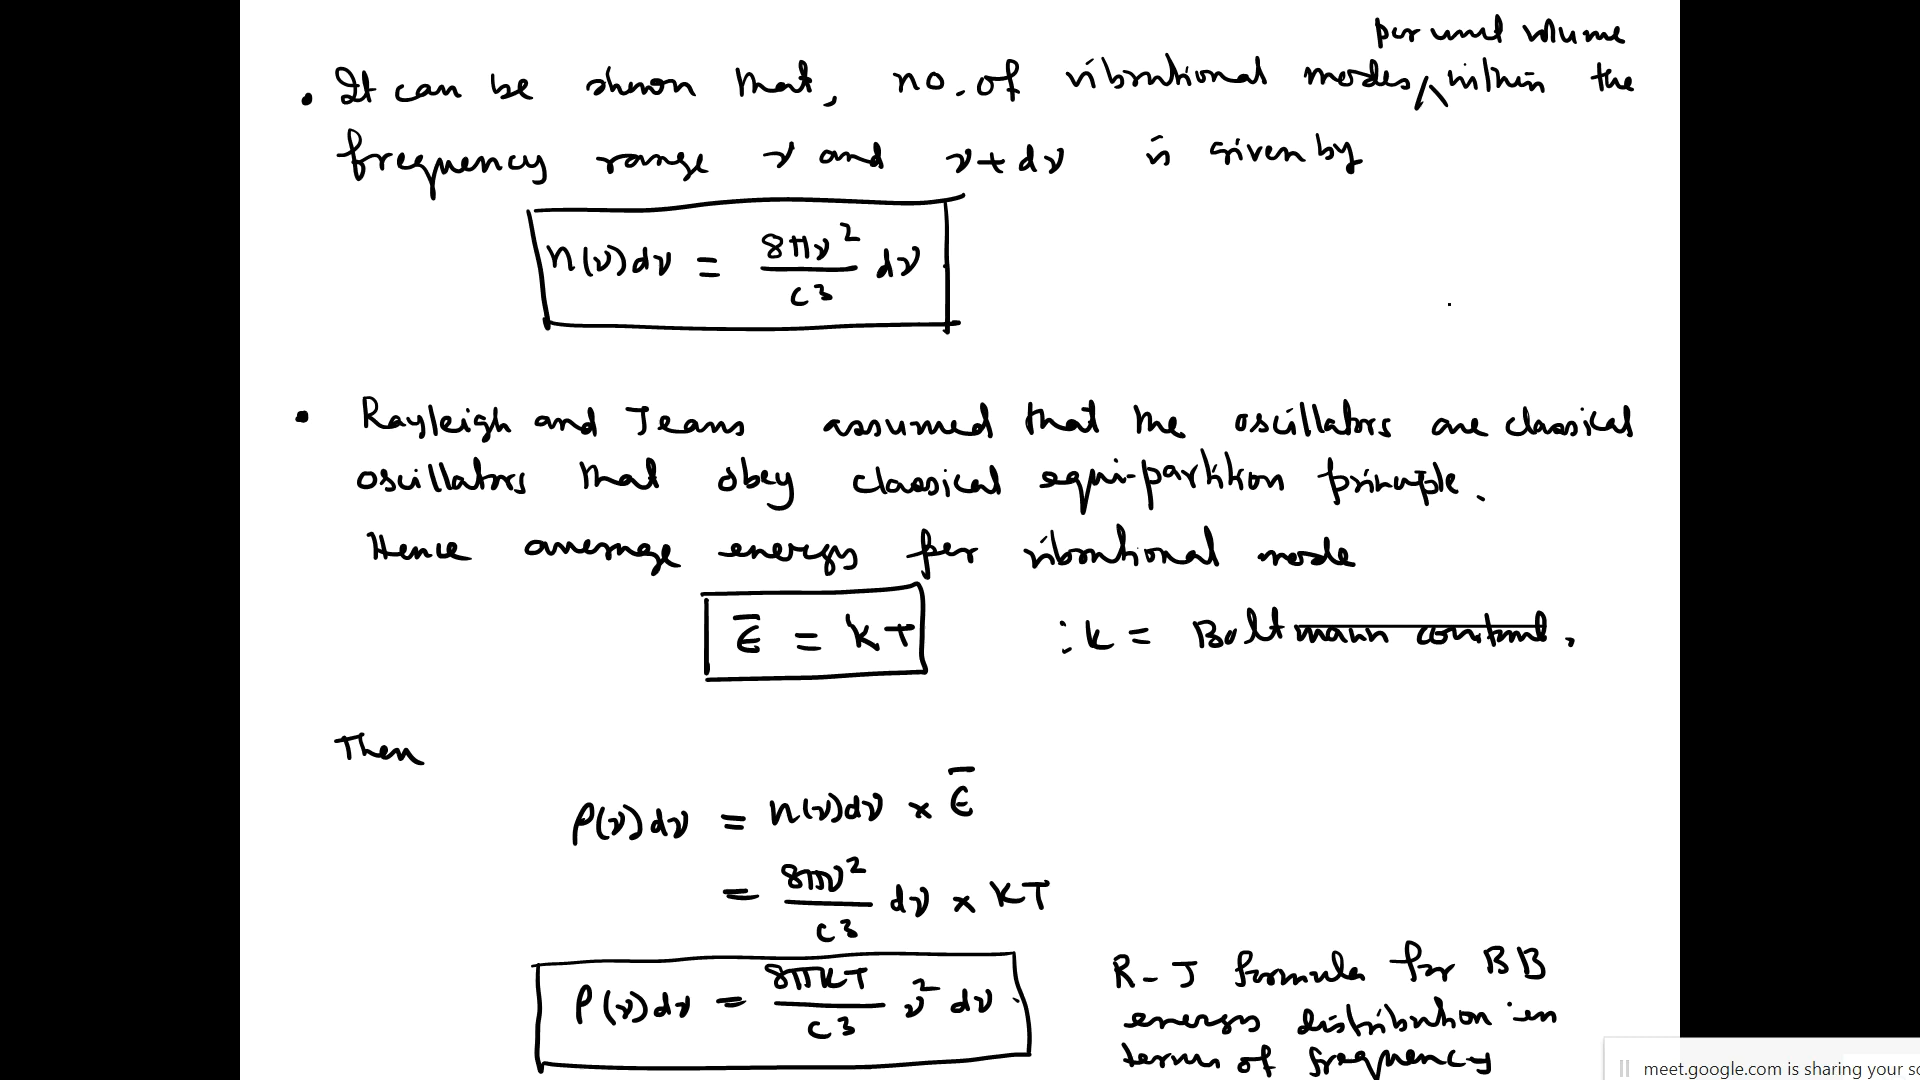 per unit volume
• It can be shown that, no. of vibrational modes within the
frequency range ν and ν + dν is given by
n(ν)dν = 8πν²/c³ dν
• Rayleigh and Jeans assumed that the oscillators are classical
oscillators that obey classical equi-partition principle.
Hence average energy per vibrational mode
ε̄ = kT : k = Boltmann constant.
Then
ρ(ν)dν = n(ν)dν × ε̄
= 8πν²/c³ dν × kT
ρ(ν)dν = 8πkT/c³ ν² dν.
R-J formula for BB
energy distribution in
terms of frequency
meet.google.com is sharing your sc